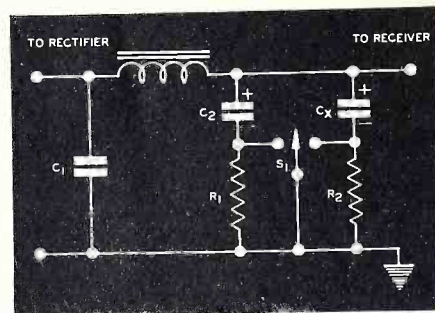 TO RECTIFIER
TO RECEIVER
+
+
C2
CX
–
C1
S1
R1
R2